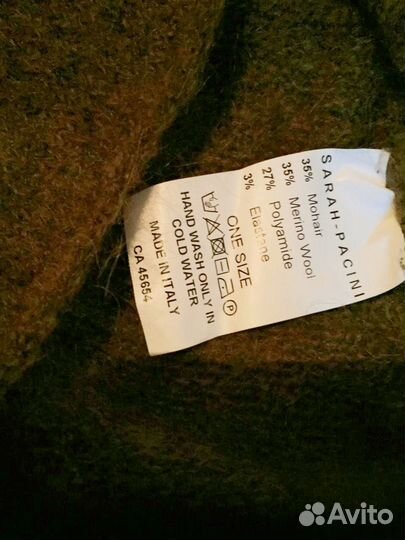 SARAH-PACINI
35% Mohair
35% Merino Wool
27% Polyamide
3% Elastane
ONE SIZE
P
HAND WASH ONLY IN
COLD WATER
MADE IN ITALY
CA 45654
Avito